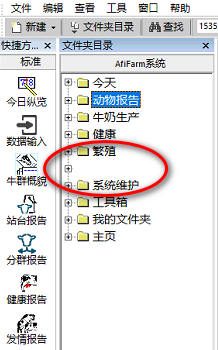 文件 编辑 查看 工具 窗口 帮助
新建 文件夹目录 查找 1535
快捷方... 文件夹目录
标准
AfiFarm系统
今日纵览
数据输入
牛群概貌
站台报告
分群报告
健康报告
发情报告
今天
动物报告
牛奶生产
健康
繁殖
系统维护
工具箱
我的文件夹
主页